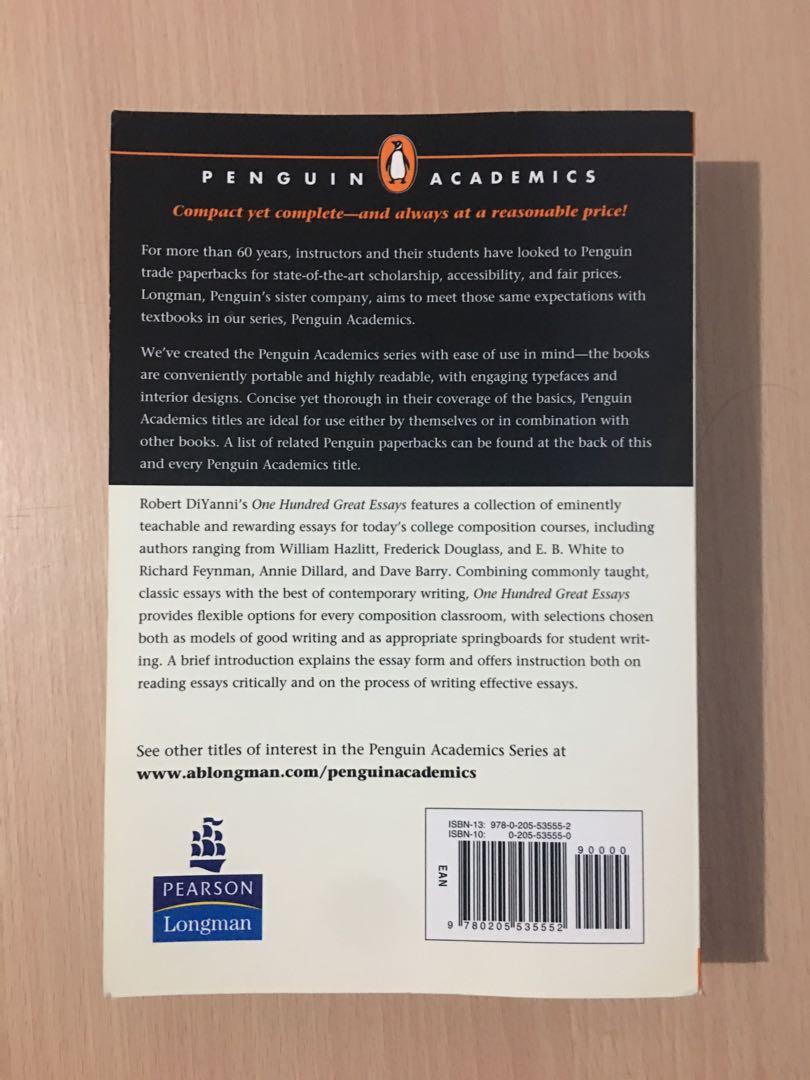 PENGUIN ACADEMICS
Compact yet complete—and always at a reasonable price!
For more than 60 years, instructors and their students have looked to Penguin
trade paperbacks for state-of-the-art scholarship, accessibility, and fair prices.
Longman, Penguin's sister company, aims to meet those same expectations with
textbooks in our series, Penguin Academics.
We've created the Penguin Academics series with ease of use in mind—the books
are conveniently portable and highly readable, with engaging typefaces and
interior designs. Concise yet thorough in their coverage of the basics, Penguin
Academics titles are ideal for use either by themselves or in combination with
other books. A list of related Penguin paperbacks can be found at the back of this
and every Penguin Academics title.
Robert DiYanni's One Hundred Great Essays features a collection of eminently
teachable and rewarding essays for today's college composition courses, including
authors ranging from William Hazlitt, Frederick Douglass, and E. B. White to
Richard Feynman, Annie Dillard, and Dave Barry. Combining commonly taught,
classic essays with the best of contemporary writing, One Hundred Great Essays
provides flexible options for every composition classroom, with selections chosen
both as models of good writing and as appropriate springboards for student writ-
ing. A brief introduction explains the essay form and offers instruction both on
reading essays critically and on the process of writing effective essays.
See other titles of interest in the Penguin Academics Series at
www.ablongman.com/penguinacademics
PEARSON
Longman
ISBN-13: 978-0-205-53555-2
ISBN-10: 0-205-53555-0
90000
EAN
9 780205 535552